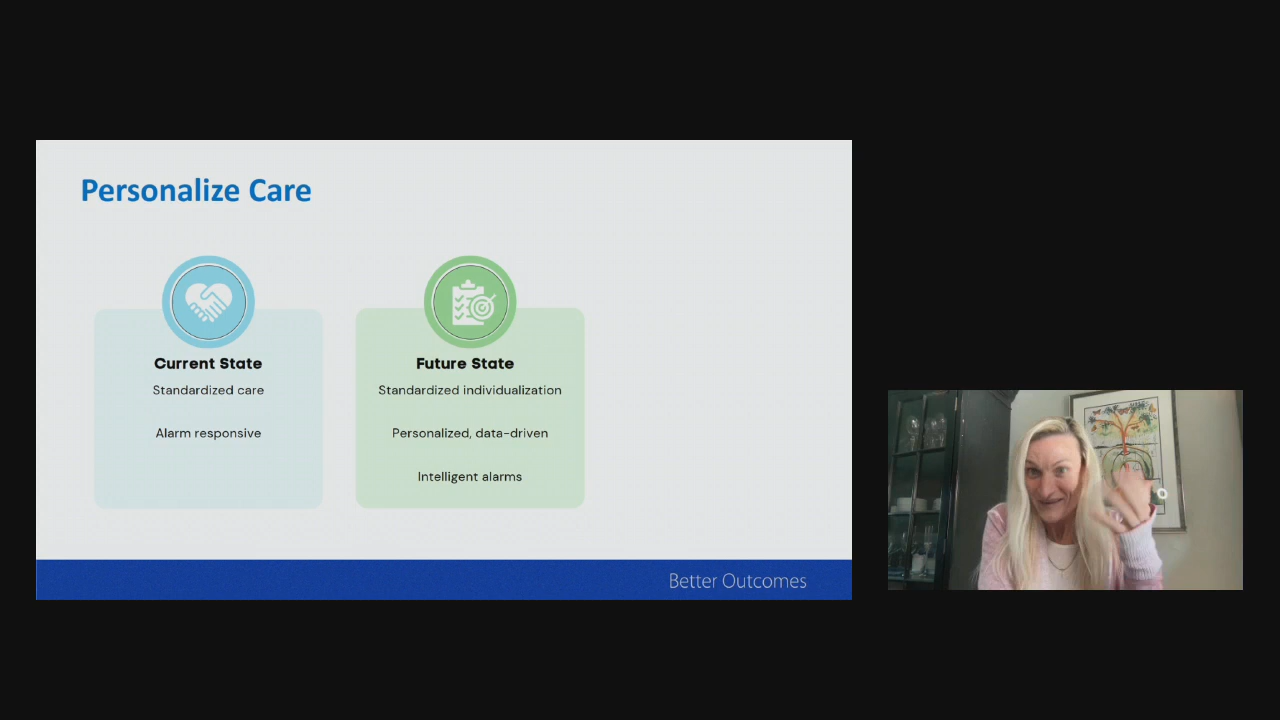 Personalize Care
Current State
Standardized care
Alarm responsive
Future State
Standardized individualization
Personalized, data-driven
Intelligent alarms
Better Outcomes